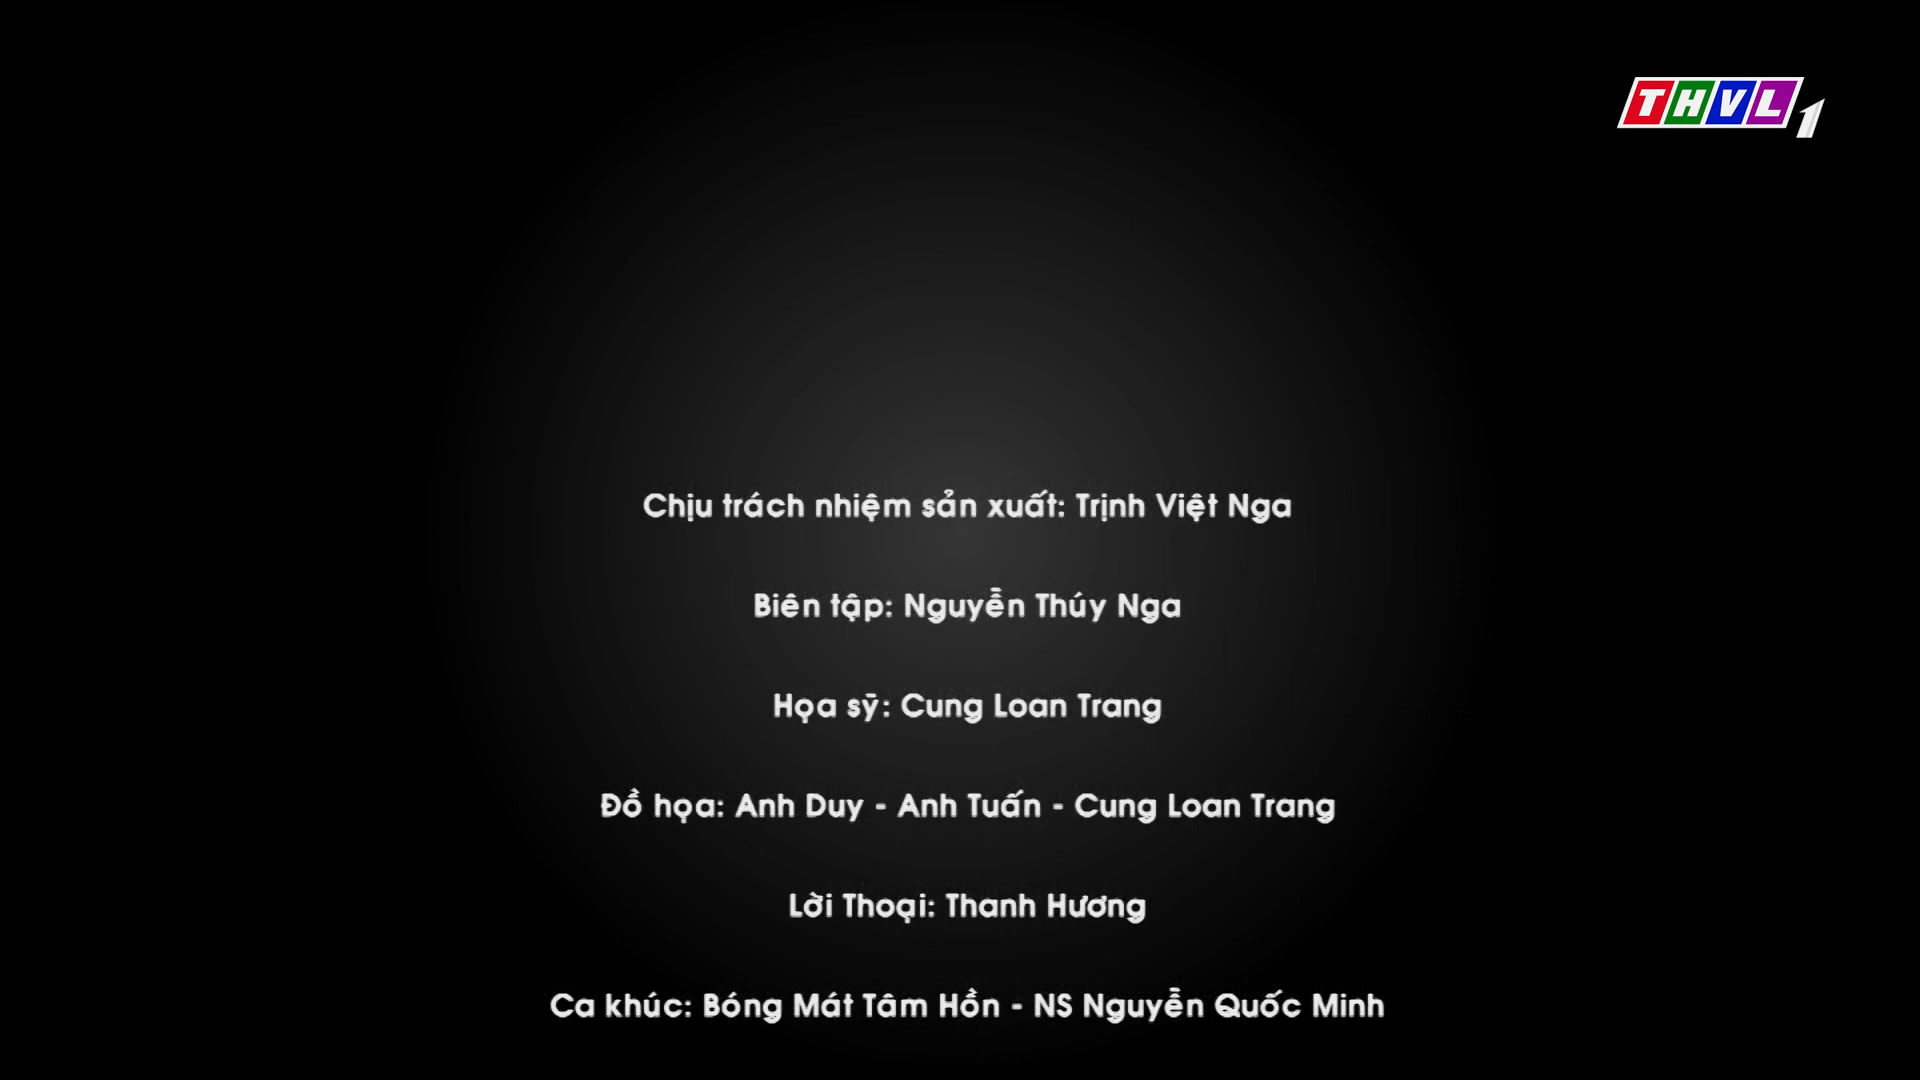 THVL1
Chịu trách nhiệm sản xuất: Trịnh Việt Nga
Biên tập: Nguyễn Thúy Nga
Họa sỹ: Cung Loan Trang
Đồ họa: Anh Duy - Anh Tuấn - Cung Loan Trang
Lời Thoại: Thanh Hương
Ca khúc: Bóng Mát Tâm Hồn - NS Nguyễn Quốc Minh